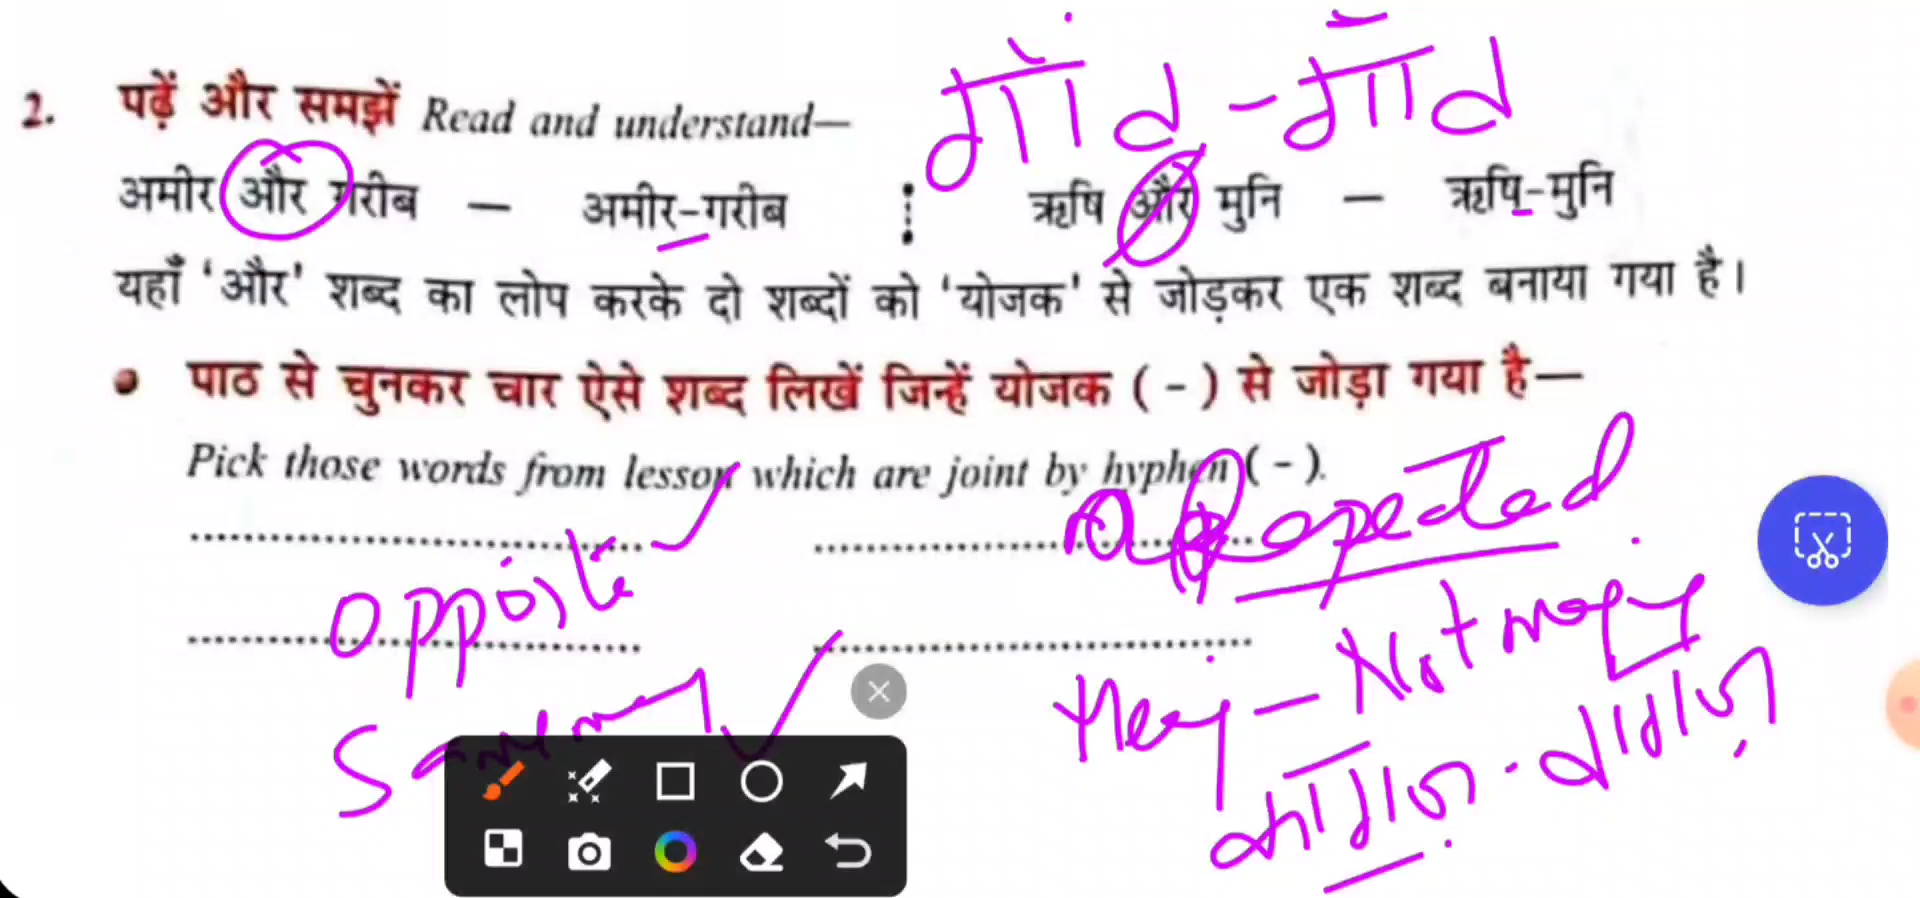 गाँव - गाँव
2. पढ़ें और समझें Read and understand—
अमीर और गरीब — अमीर-गरीब ऋषि और मुनि — ऋषि-मुनि
यहाँ 'और' शब्द का लोप करके दो शब्दों को 'योजक' से जोड़कर एक शब्द बनाया गया है।
• पाठ से चुनकर चार ऐसे शब्द लिखें जिन्हें योजक (-) से जोड़ा गया है—
Pick those words from lesson which are joint by hyphen (-).
Repeated
Opposite
Not